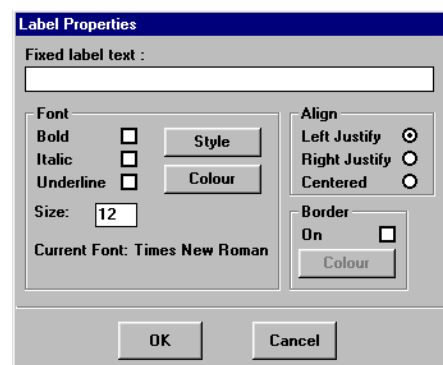 Label Properties
Fixed label text :
Font
Bold
Italic
Underline
Style
Colour
Size: 12
Current Font: Times New Roman
Align
Left Justify
Right Justify
Centered
Border
On
Colour
OK
Cancel